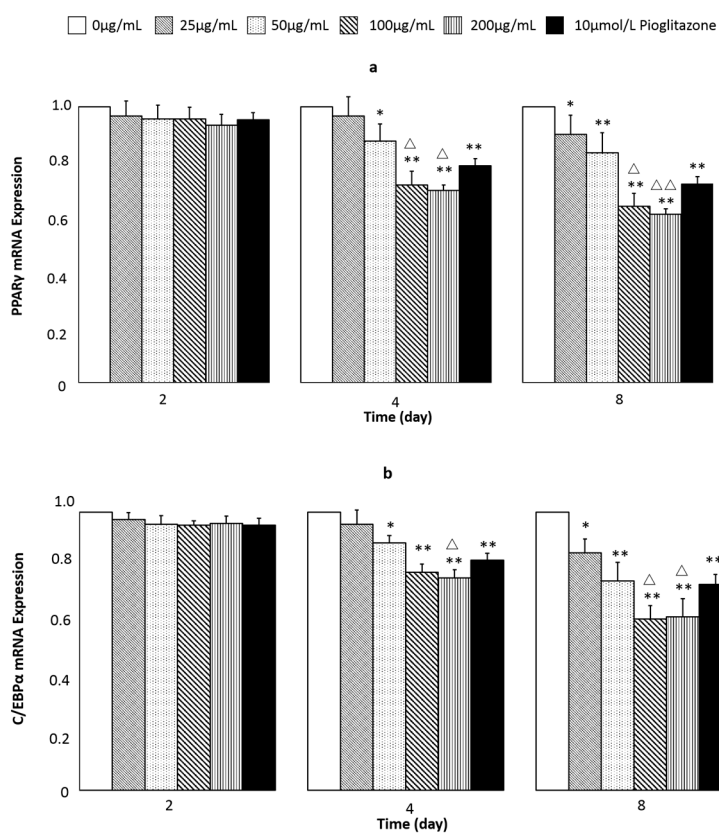 0µg/mL 25µg/mL 50µg/mL 100µg/mL 200µg/mL 10µmol/L Pioglitazone
a
PPARγ mRNA Expression
1.0
0.8
0.6
0.4
0.2
0
* △ ** △ ** **
* ** △ ** △△ ** **
2 4 8
Time (day)
b
C/EBPα mRNA Expression
1.0
0.8
0.6
0.4
0.2
0
* ** △ ** **
* ** △ ** △ ** **
2 4 8
Time (day)